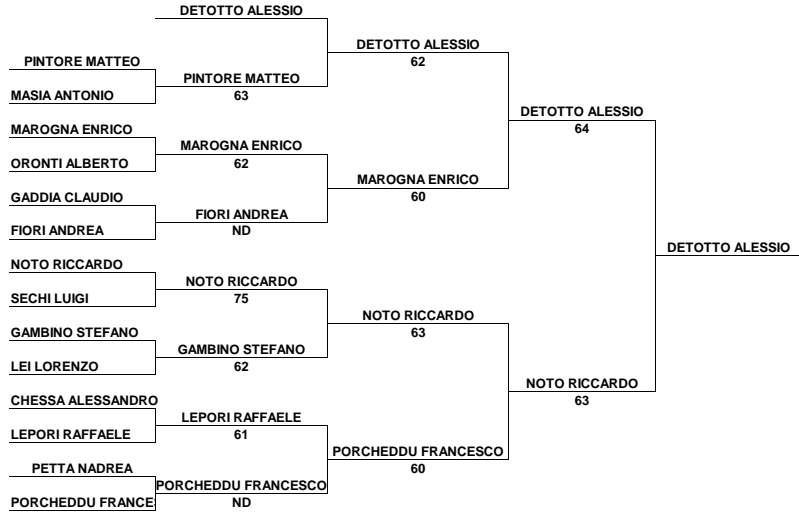 DETOTTO ALESSIO
DETOTTO ALESSIO
62
PINTORE MATTEO
PINTORE MATTEO
63
MASIA ANTONIO
DETOTTO ALESSIO
64
MAROGNA ENRICO
MAROGNA ENRICO
62
ORONTI ALBERTO
MAROGNA ENRICO
60
GADDIA CLAUDIO
FIORI ANDREA
ND
FIORI ANDREA
DETOTTO ALESSIO
NOTO RICCARDO
NOTO RICCARDO
75
SECHI LUIGI
NOTO RICCARDO
63
GAMBINO STEFANO
GAMBINO STEFANO
62
LEI LORENZO
NOTO RICCARDO
63
CHESSA ALESSANDRO
LEPORI RAFFAELE
61
LEPORI RAFFAELE
PORCHEDDU FRANCESCO
60
PETTA NADREA
PORCHEDDU FRANCESCO
ND
PORCHEDDU FRANCES